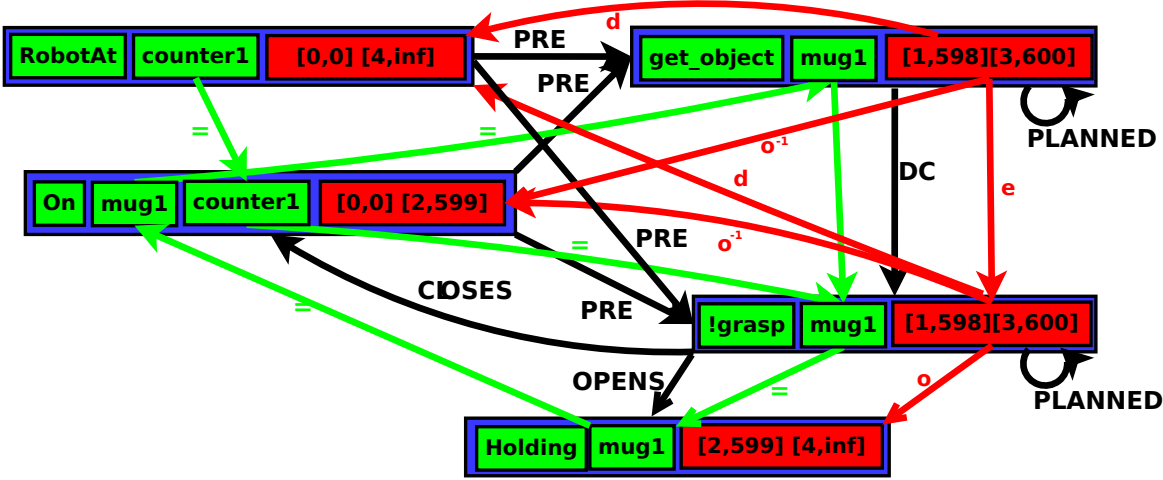 d
RobotAt counter1 [0,0] [4,inf]
PRE
get_object mug1 [1,598][3,600]
PRE
= =
PLANNED
o-1
DC
d
e
On mug1 counter1 [0,0] [2,599]
PRE
o-1
=
CLOSES
=
PRE
!grasp mug1 [1,598][3,600]
OPENS
o
=
PLANNED
Holding mug1 [2,599] [4,inf]